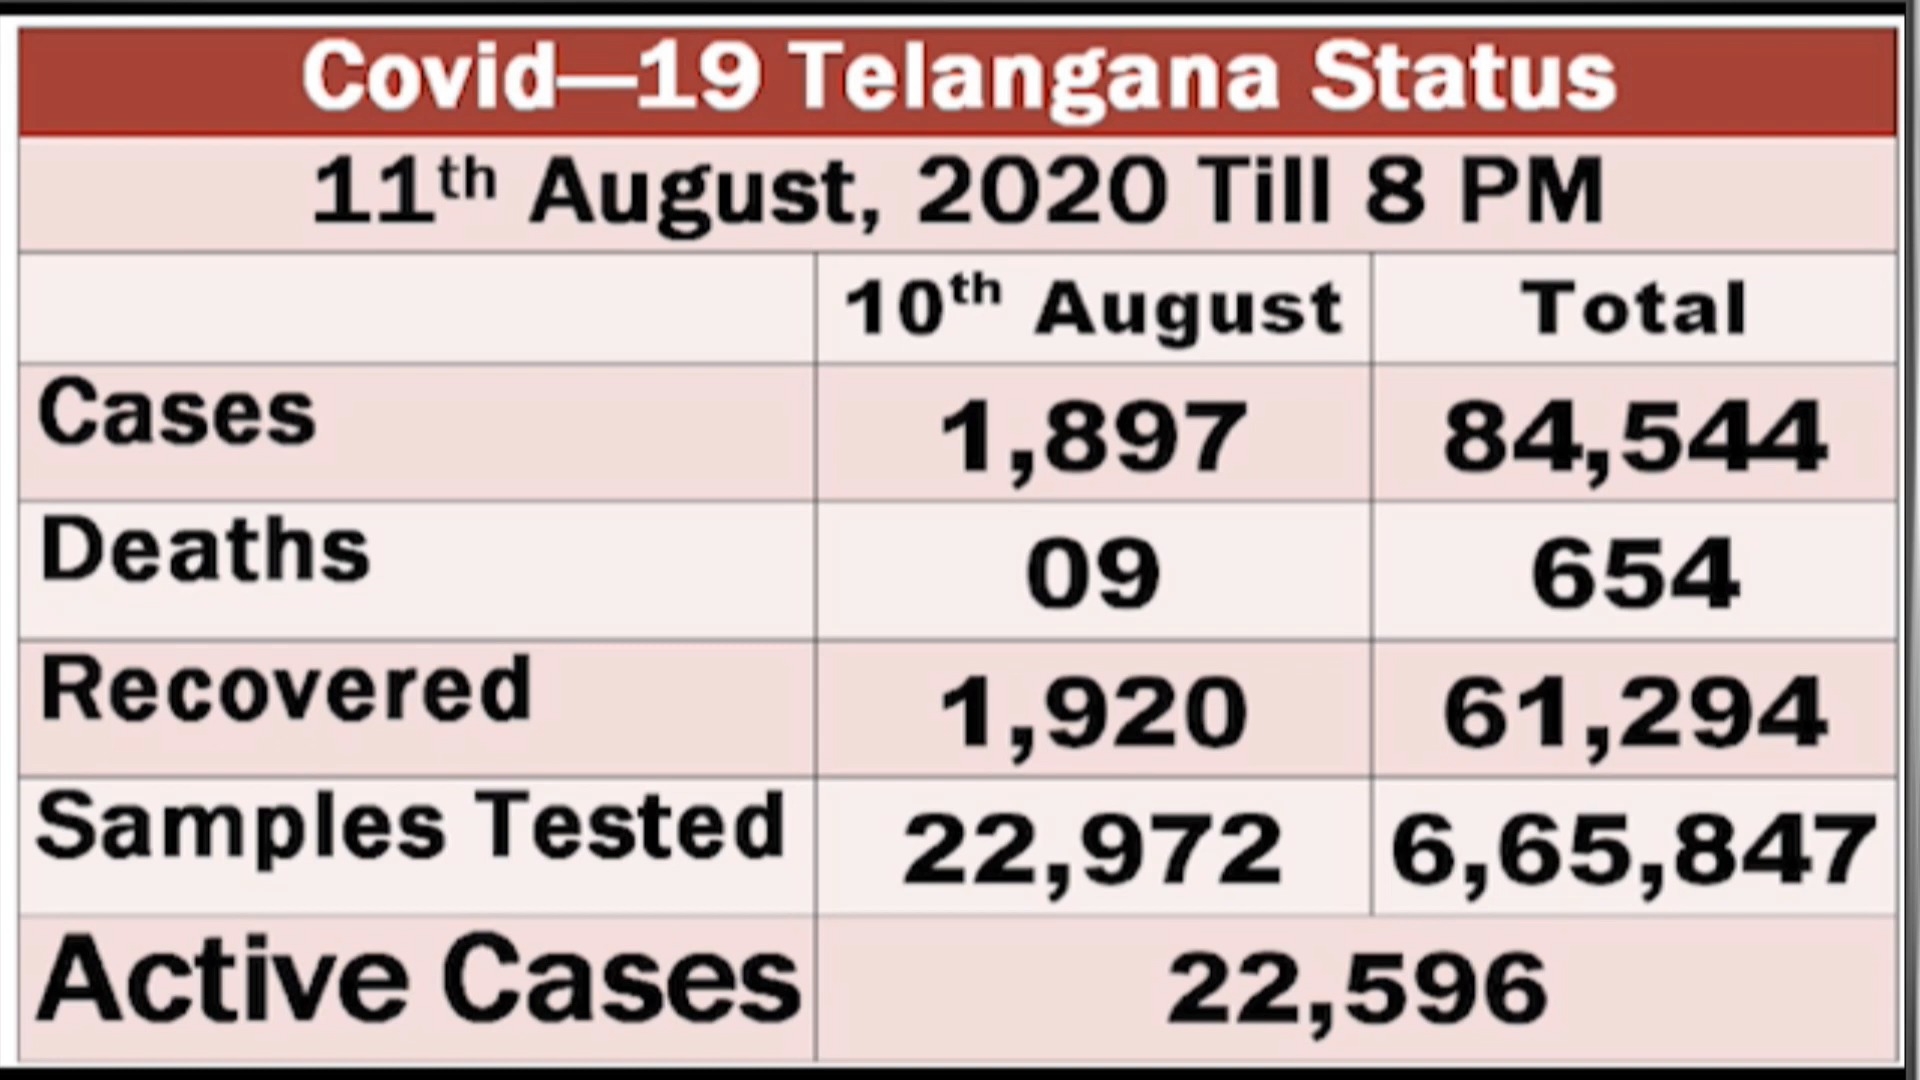 Covid—19 Telangana Status
11th August, 2020 Till 8 PM
10th August Total
Cases 1,897 84,544
Deaths 09 654
Recovered 1,920 61,294
Samples Tested 22,972 6,65,847
Active Cases 22,596